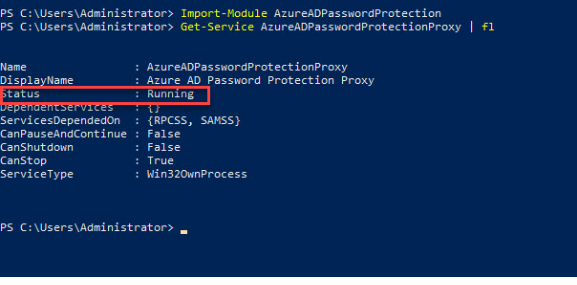 PS C:\Users\Administrator> Import-Module AzureADPasswordProtection
PS C:\Users\Administrator> Get-Service AzureADPasswordProtectionProxy | fl
Name                : AzureADPasswordProtectionProxy
DisplayName         : Azure AD Password Protection Proxy
Status              : Running
DependentServices   : {}
ServicesDependedOn  : {RPCSS, SAMSS}
CanPauseAndContinue : False
CanShutdown         : False
CanStop             : True
ServiceType         : Win32OwnProcess
PS C:\Users\Administrator>